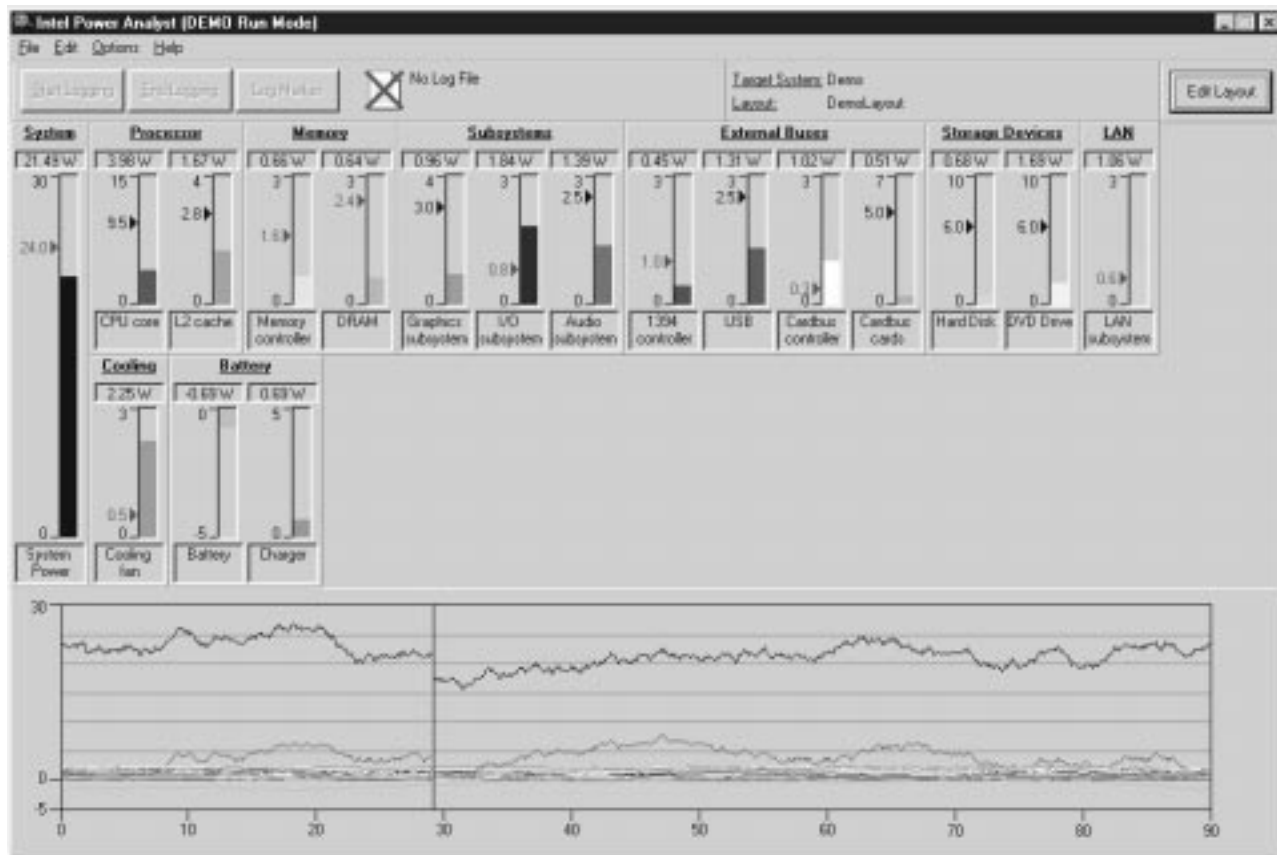 Intel Power Analyst (DEMO Run Mode)
File Edit Options Help
Start Logging End Logging Log Marker No Log File Target System: Demo Edit Layout
Layout: DemoLayout
System Processor Memory Subsystems External Buses Storage Devices LAN
21.49 W 3.98 W 1.67 W 0.66 W 0.64 W 0.96 W 1.84 W 1.39 W 0.45 W 1.31 W 1.02 W 0.51 W 0.68 W 1.69 W 1.06 W
30 15 4 3 3 4 3 3 3 3 3 7 10 10 3
24.0 9.5 2.8 1.6 2.4 3.0 0.8 2.5 1.0 2.5 5.0 6.0 6.0 0.6
0 0 0 0 0 0 0 0 0 0 0 0 0 0
CPU core L2 cache Memory controller DRAM Graphics subsystem I/O subsystem Audio subsystem 1394 controller USB Cardbus controller Cardbus cards Hard Disk DVD Drive LAN subsystem
Cooling Battery
2.25 W -0.69 W 0.69 W
3 0 5
0.5
0 0 -5 0
System Power Cooling fan Battery Charger
30
0
-5
0 10 20 30 40 50 60 70 80 90